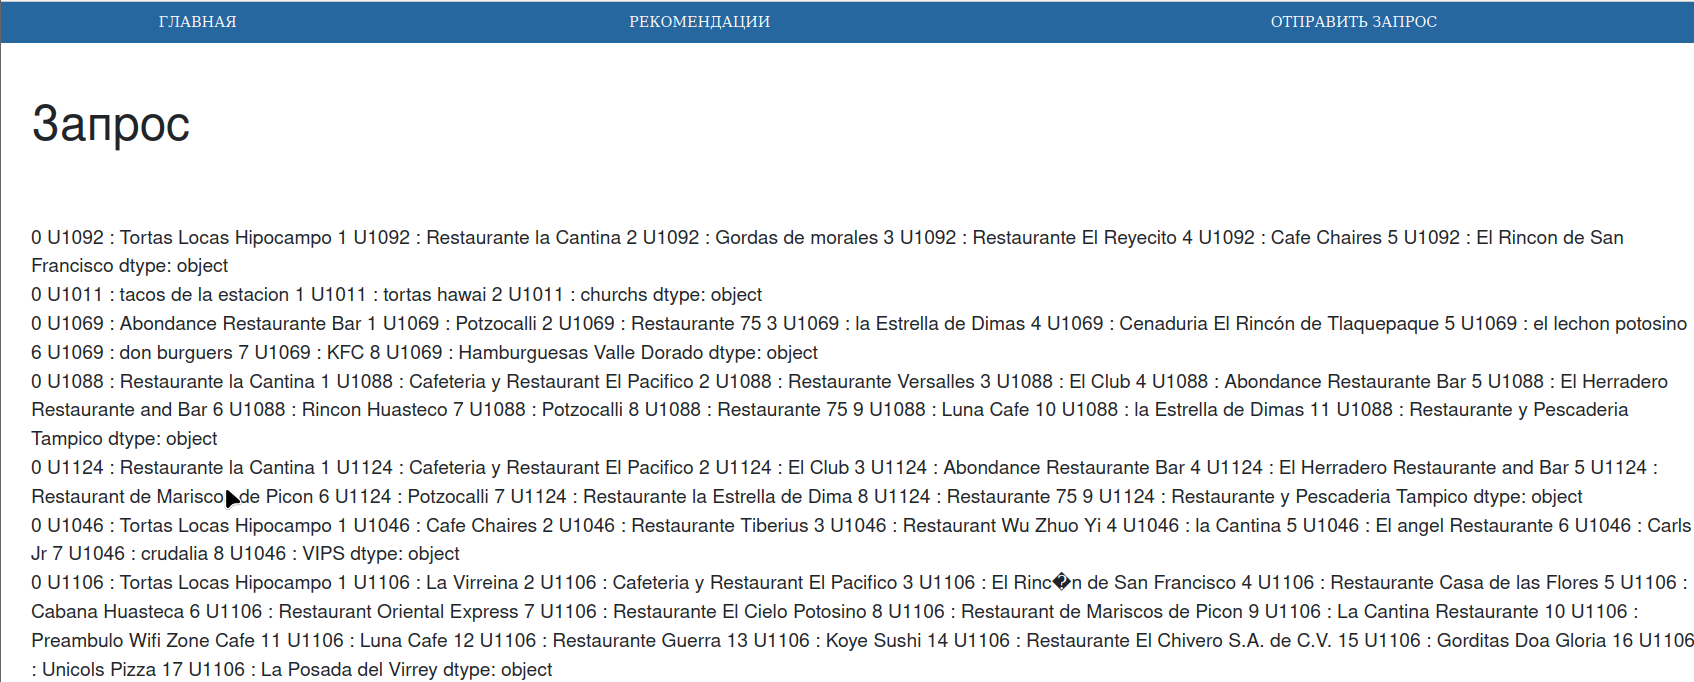 ГЛАВНАЯ РЕКОМЕНДАЦИИ ОТПРАВИТЬ ЗАПРОС
Запрос
0 U1092 : Tortas Locas Hipocampo 1 U1092 : Restaurante la Cantina 2 U1092 : Gordas de morales 3 U1092 : Restaurante El Reyecito 4 U1092 : Cafe Chaires 5 U1092 : El Rincon de San
Francisco dtype: object
0 U1011 : tacos de la estacion 1 U1011 : tortas hawai 2 U1011 : churchs dtype: object
0 U1069 : Abondance Restaurante Bar 1 U1069 : Potzocalli 2 U1069 : Restaurante 75 3 U1069 : la Estrella de Dimas 4 U1069 : Cenaduria El Rincón de Tlaquepaque 5 U1069 : el lechon potosino
6 U1069 : don burguers 7 U1069 : KFC 8 U1069 : Hamburguesas Valle Dorado dtype: object
0 U1088 : Restaurante la Cantina 1 U1088 : Cafeteria y Restaurant El Pacifico 2 U1088 : Restaurante Versalles 3 U1088 : El Club 4 U1088 : Abondance Restaurante Bar 5 U1088 : El Herradero
Restaurante and Bar 6 U1088 : Rincon Huasteco 7 U1088 : Potzocalli 8 U1088 : Restaurante 75 9 U1088 : Luna Cafe 10 U1088 : la Estrella de Dimas 11 U1088 : Restaurante y Pescaderia
Tampico dtype: object
0 U1124 : Restaurante la Cantina 1 U1124 : Cafeteria y Restaurant El Pacifico 2 U1124 : El Club 3 U1124 : Abondance Restaurante Bar 4 U1124 : El Herradero Restaurante and Bar 5 U1124 :
Restaurant de Mariscos de Picon 6 U1124 : Potzocalli 7 U1124 : Restaurante la Estrella de Dima 8 U1124 : Restaurante 75 9 U1124 : Restaurante y Pescaderia Tampico dtype: object
0 U1046 : Tortas Locas Hipocampo 1 U1046 : Cafe Chaires 2 U1046 : Restaurante Tiberius 3 U1046 : Restaurant Wu Zhuo Yi 4 U1046 : la Cantina 5 U1046 : El angel Restaurante 6 U1046 : Carls
Jr 7 U1046 : crudalia 8 U1046 : VIPS dtype: object
0 U1106 : Tortas Locas Hipocampo 1 U1106 : La Virreina 2 U1106 : Cafeteria y Restaurant El Pacifico 3 U1106 : El Rinc�n de San Francisco 4 U1106 : Restaurante Casa de las Flores 5 U1106 :
Cabana Huasteca 6 U1106 : Restaurant Oriental Express 7 U1106 : Restaurante El Cielo Potosino 8 U1106 : Restaurant de Mariscos de Picon 9 U1106 : La Cantina Restaurante 10 U1106 :
Preambulo Wifi Zone Cafe 11 U1106 : Luna Cafe 12 U1106 : Restaurante Guerra 13 U1106 : Koye Sushi 14 U1106 : Restaurante El Chivero S.A. de C.V. 15 U1106 : Gorditas Doa Gloria 16 U1106
: Unicols Pizza 17 U1106 : La Posada del Virrey dtype: object